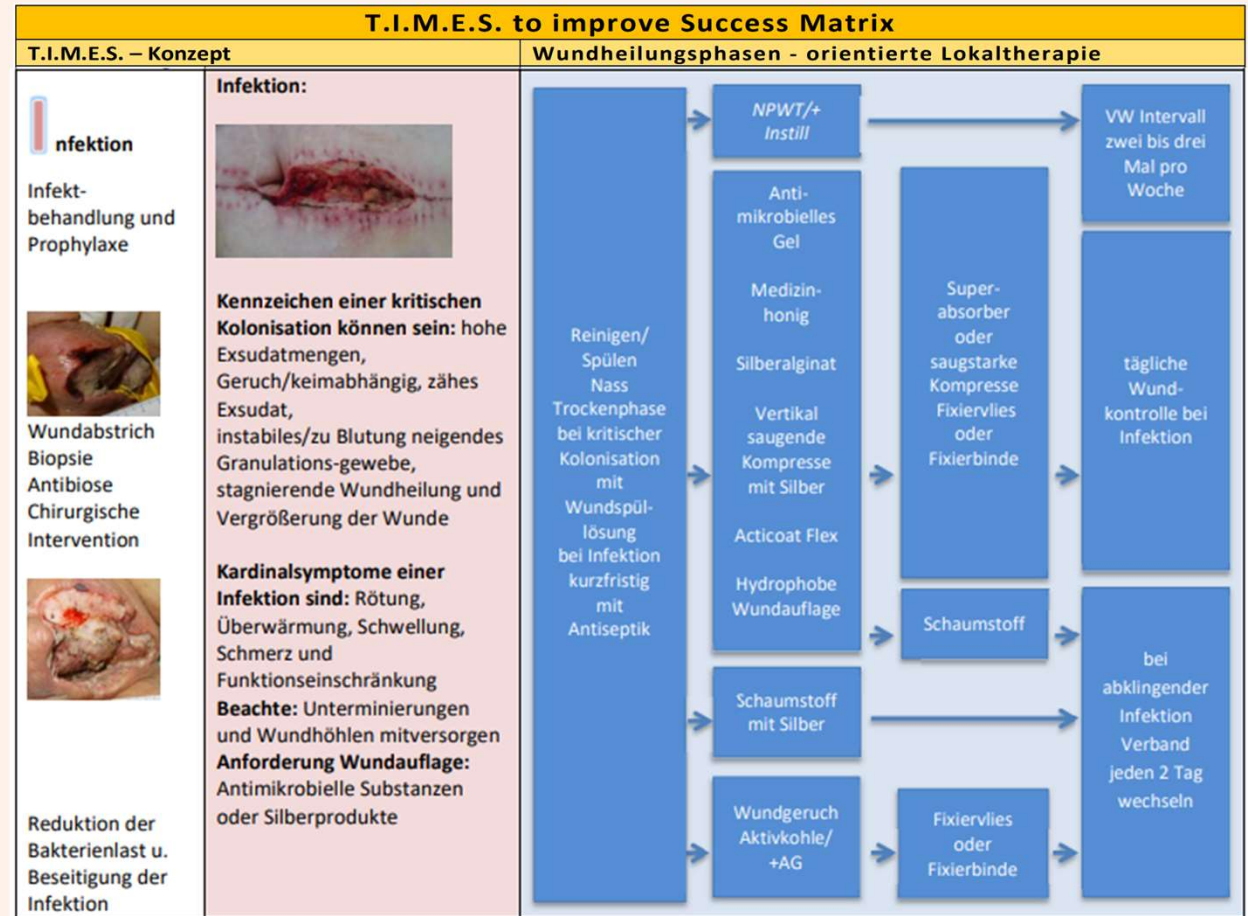 T.I.M.E.S. to improve Success Matrix
T.I.M.E.S. – Konzept
Wundheilungsphasen - orientierte Lokaltherapie
Infektion
Infekt-
behandlung und
Prophylaxe
Wundabstrich
Biopsie
Antibiose
Chirurgische
Intervention
Reduktion der
Bakterienlast u.
Beseitigung der
Infektion
Infektion:
Kennzeichen einer kritischen
Kolonisation können sein: hohe
Exsudatmengen,
Geruch/keimabhängig, zähes
Exsudat,
instabiles/zu Blutung neigendes
Granulations-gewebe,
stagnierende Wundheilung und
Vergrößerung der Wunde
Kardinalsymptome einer
Infektion sind: Rötung,
Überwärmung, Schwellung,
Schmerz und
Funktionseinschränkung
Beachte: Unterminierungen
und Wundhöhlen mitversorgen
Anforderung Wundauflage:
Antimikrobielle Substanzen
oder Silberprodukte
Reinigen/
Spülen
Nass
Trockenphase
bei kritischer
Kolonisation
mit
Wundspül-
lösung
bei Infektion
kurzfristig
mit
Antiseptik
NPWT/+
Instill
Anti-
mikrobielles
Gel
Medizin-
honig
Silberalginat
Vertikal
saugende
Kompresse
mit Silber
Acticoat Flex
Hydrophobe
Wundauflage
Schaumstoff
mit Silber
Wundgeruch
Aktivkohle/
+AG
Super-
absorber
oder
saugstarke
Kompresse
Fixiervlies
oder
Fixierbinde
Schaumstoff
Fixiervlies
oder
Fixierbinde
VW Intervall
zwei bis drei
Mal pro
Woche
tägliche
Wund-
kontrolle bei
Infektion
bei
abklingender
Infektion
Verband
jeden 2 Tag
wechseln